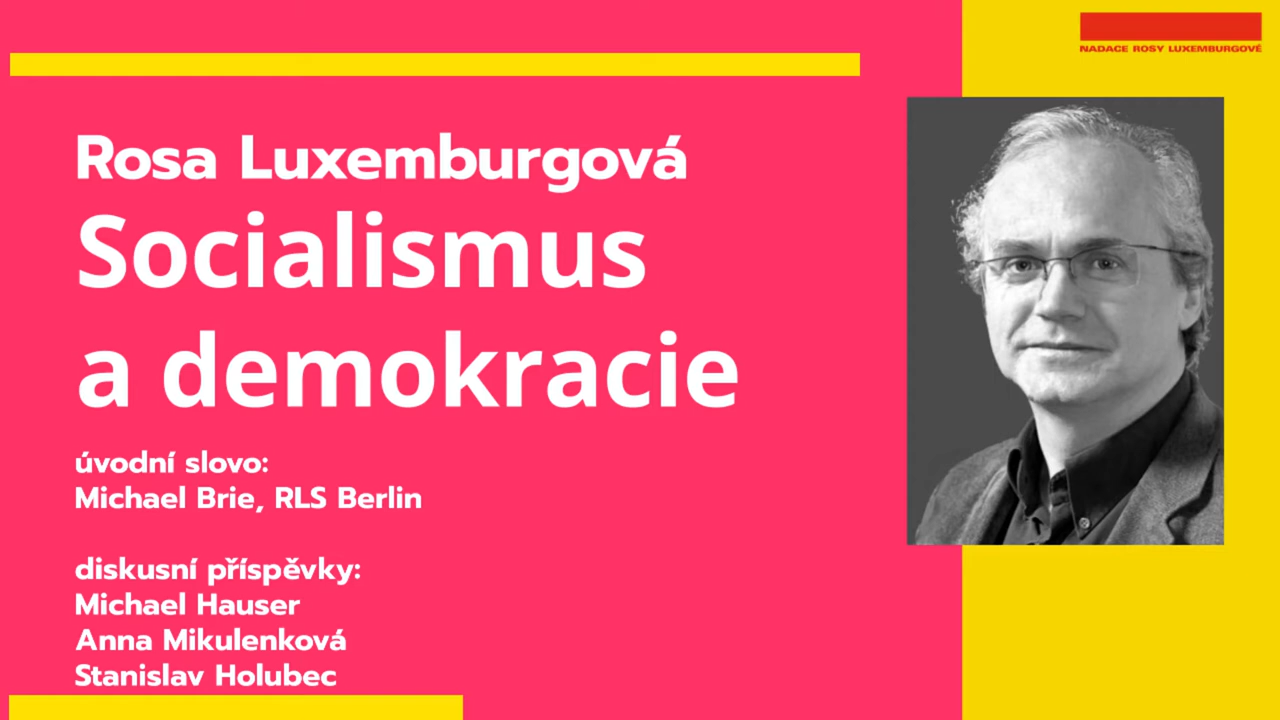 NADACE ROSY LUXEMBURGOVÉ
Rosa Luxemburgová
Socialismus
a demokracie
úvodní slovo:
Michael Brie, RLS Berlin
diskusní příspěvky:
Michael Hauser
Anna Mikulenková
Stanislav Holubec